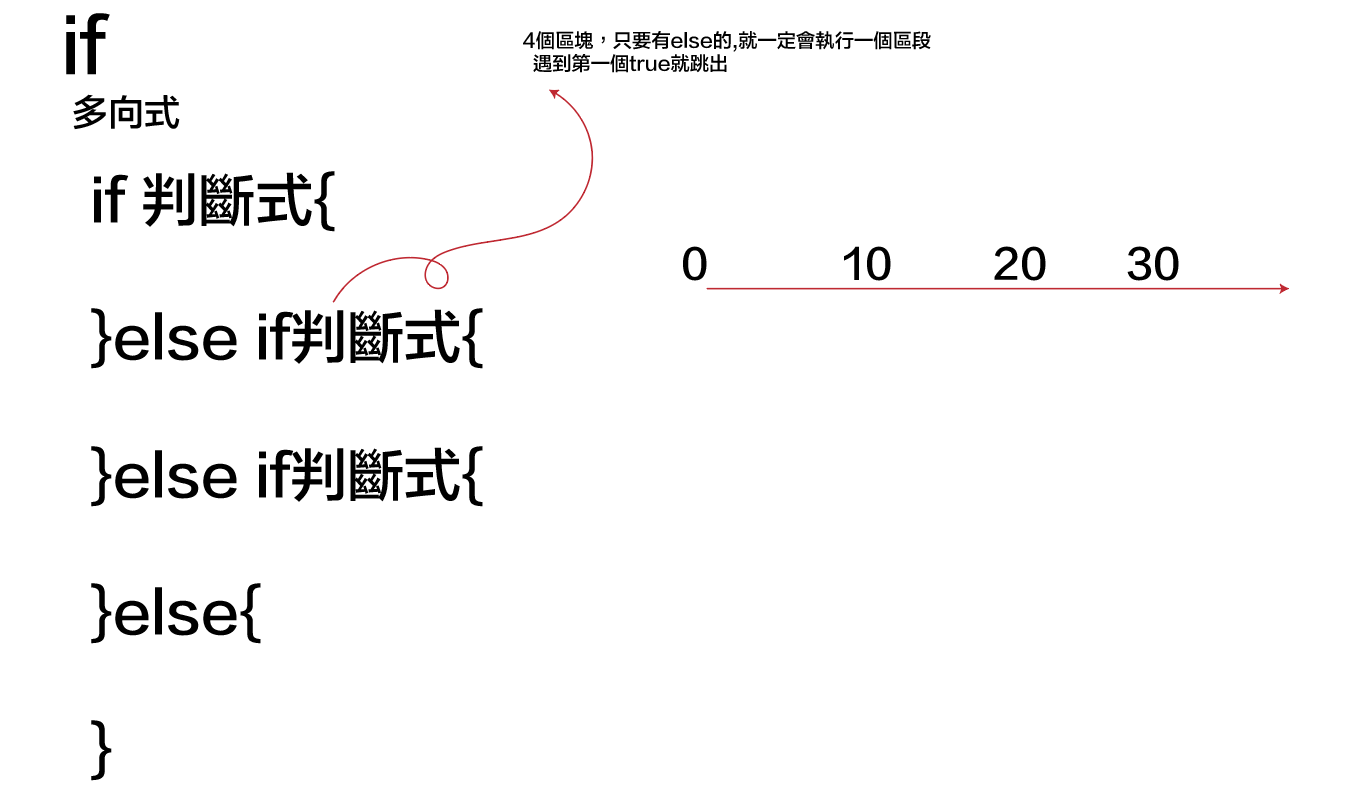 if
多向式
4個區塊，只要有else的,就一定會執行一個區段
遇到第一個true就跳出
if 判斷式{
}else if判斷式{
}else if判斷式{
}else{
}
0 10 20 30